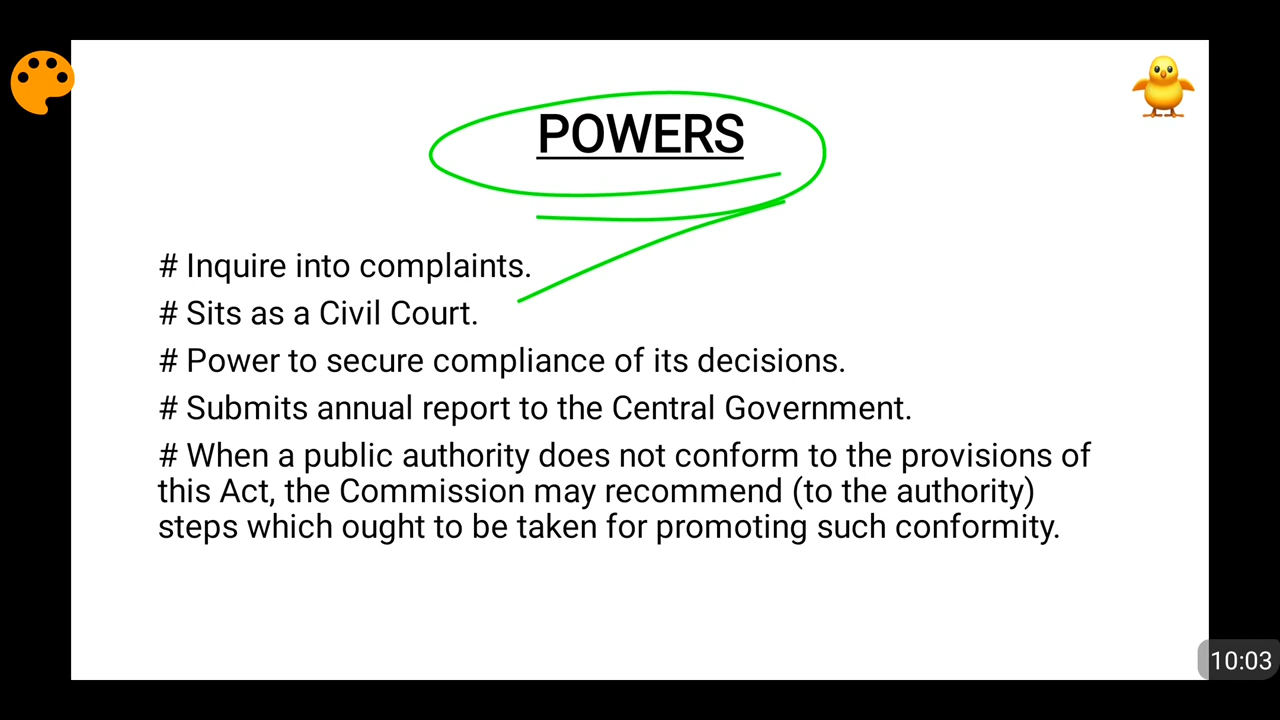 POWERS
# Inquire into complaints.
# Sits as a Civil Court.
# Power to secure compliance of its decisions.
# Submits annual report to the Central Government.
# When a public authority does not conform to the provisions of
this Act, the Commission may recommend (to the authority)
steps which ought to be taken for promoting such conformity.
10:03